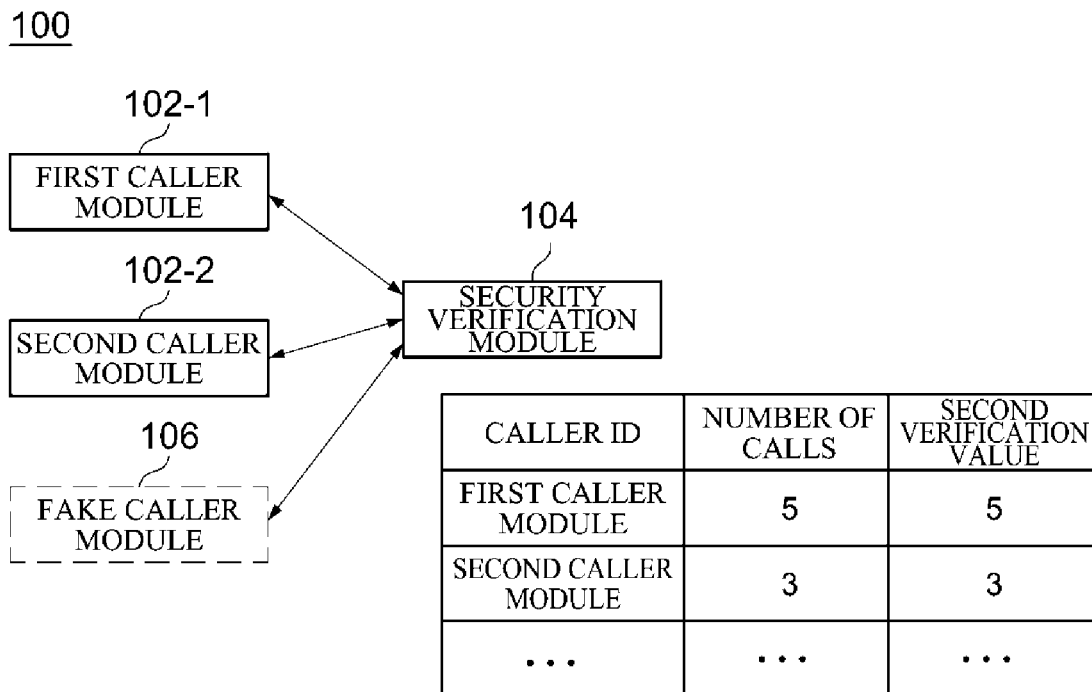 100
102-1
FIRST CALLER
MODULE
102-2
SECOND CALLER
MODULE
106
FAKE CALLER
MODULE
104
SECURITY
VERIFICATION
MODULE
CALLER ID
NUMBER OF
CALLS
SECOND
VERIFICATION
VALUE
FIRST CALLER
MODULE
5
5
SECOND CALLER
MODULE
3
3
• • •
• • •
• • •